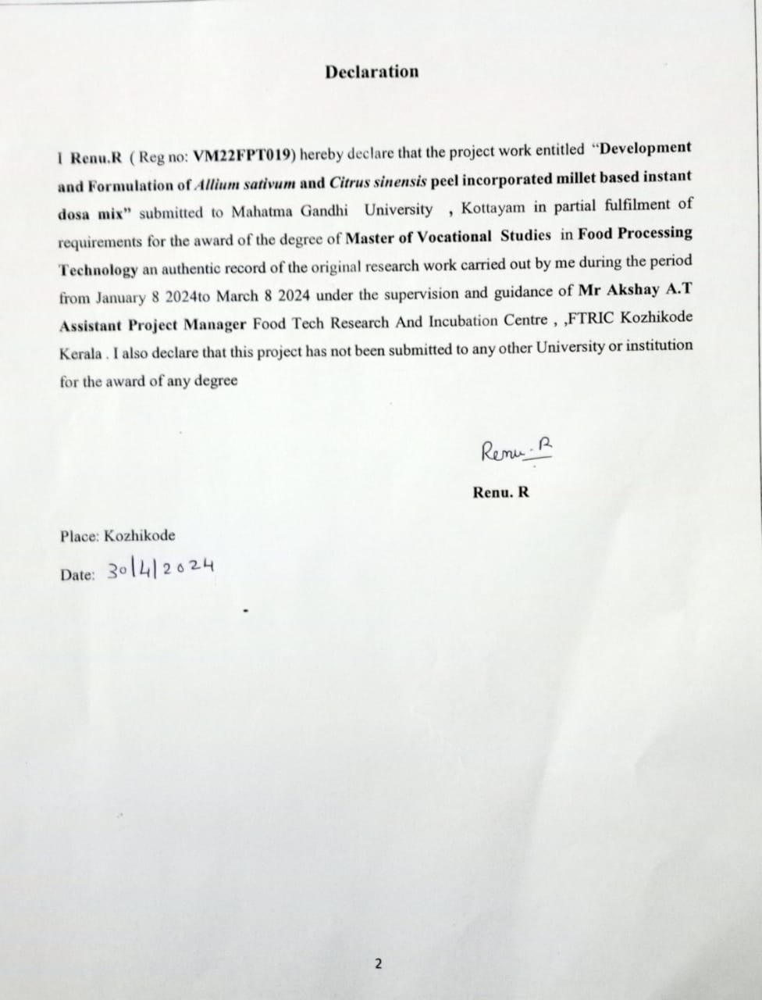 Declaration
I Renu.R ( Reg no: VM22FPT019) hereby declare that the project work entitled “Development
and Formulation of Allium sativum and Citrus sinensis peel incorporated millet based instant
dosa mix” submitted to Mahatma Gandhi University , Kottayam in partial fulfilment of
requirements for the award of the degree of Master of Vocational Studies in Food Processing
Technology an authentic record of the original research work carried out by me during the period
from January 8 2024to March 8 2024 under the supervision and guidance of Mr Akshay A.T
Assistant Project Manager Food Tech Research And Incubation Centre , ,FTRIC Kozhikode
Kerala . I also declare that this project has not been submitted to any other University or institution
for the award of any degree
Renu. R
Renu. R
Place: Kozhikode
Date: 30/4/2024
2